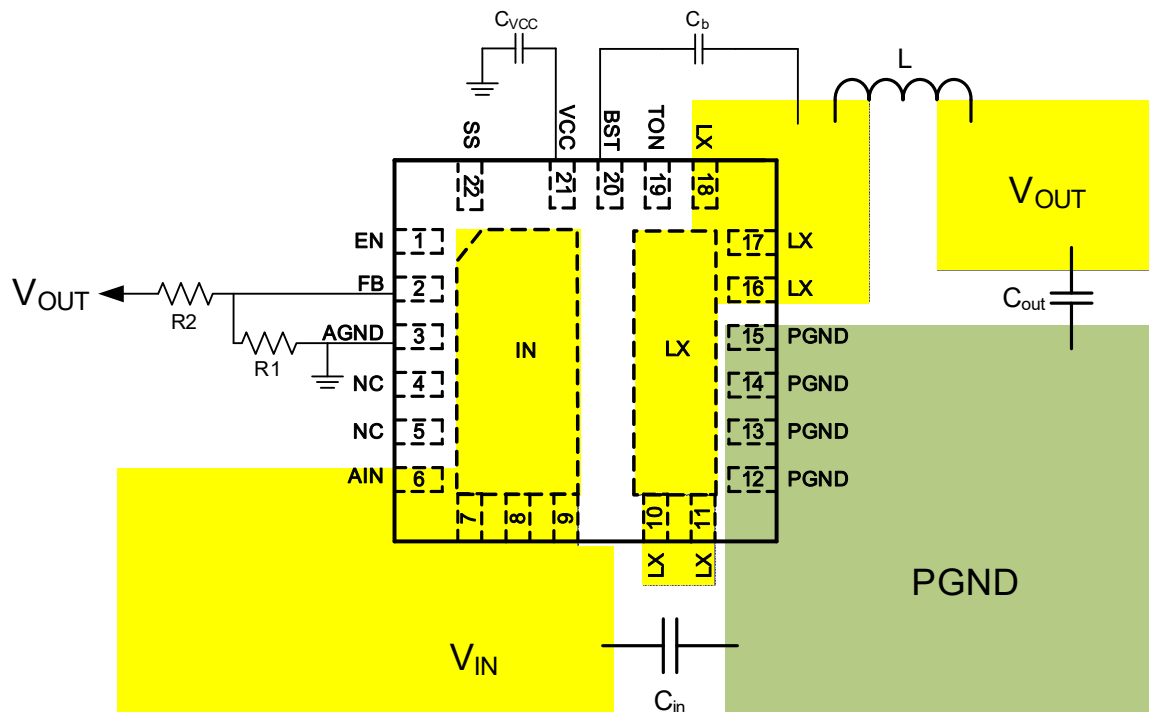 CVCC
Cb
L
SS
VCC
BST
TON
LX
22
21
20
19
18
VOUT
EN
1
17
LX
FB
2
16
LX
VOUT
R2
Cout
AGND
3
15
PGND
R1
IN
LX
NC
4
14
PGND
NC
5
13
PGND
AIN
6
12
PGND
7
8
9
10
11
LX
LX
PGND
VIN
Cin